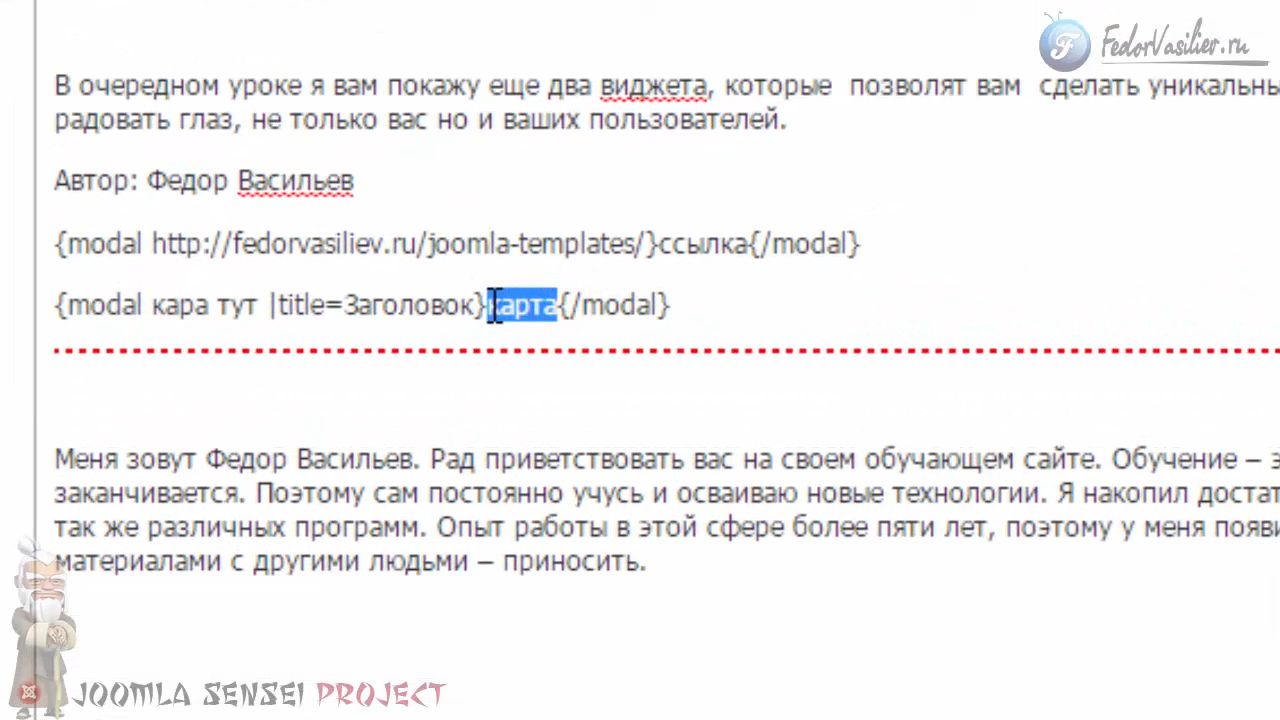 FedorVasiliev.ru
В очередном уроке я вам покажу еще два виджета, которые позволят вам сделать
радовать глаз, не только вас но и ваших пользователей.
Автор: Федор Васильев
{modal http://fedorvasiliev.ru/joomla-templates/}ссылка{/modal}
{modal кара тут |title=Заголовок}карта{/modal}
Меня зовут Федор Васильев. Рад приветствовать вас на своем обучающем сайте. Обучение –
заканчивается. Поэтому сам постоянно учусь и осваиваю новые технологии. Я накопил
так же различных программ. Опыт работы в этой сфере более пяти лет, поэтому у меня
материалами с другими людьми – приносить.
JOOMLA SENSEI PROJECT